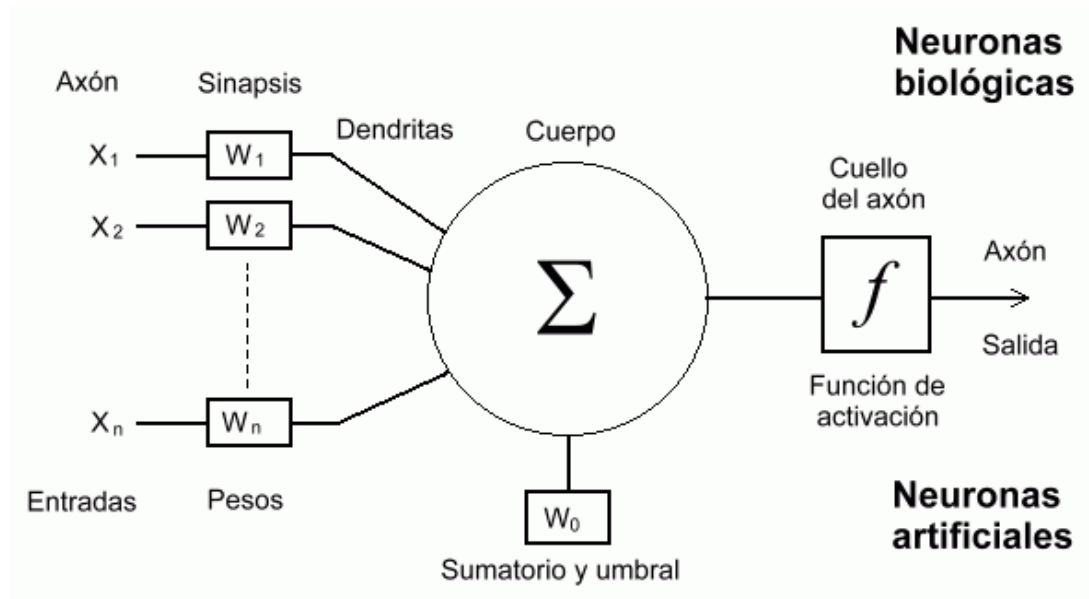 Neuronas
biológicas
Axón
Sinapsis
Dendritas
Cuerpo
Cuello
del axón
X₁
W₁
X₂
W₂
Σ
f
Axón
Salida
Función de
activación
Xₙ
Wₙ
Entradas
Pesos
W₀
Sumatorio y umbral
Neuronas
artificiales